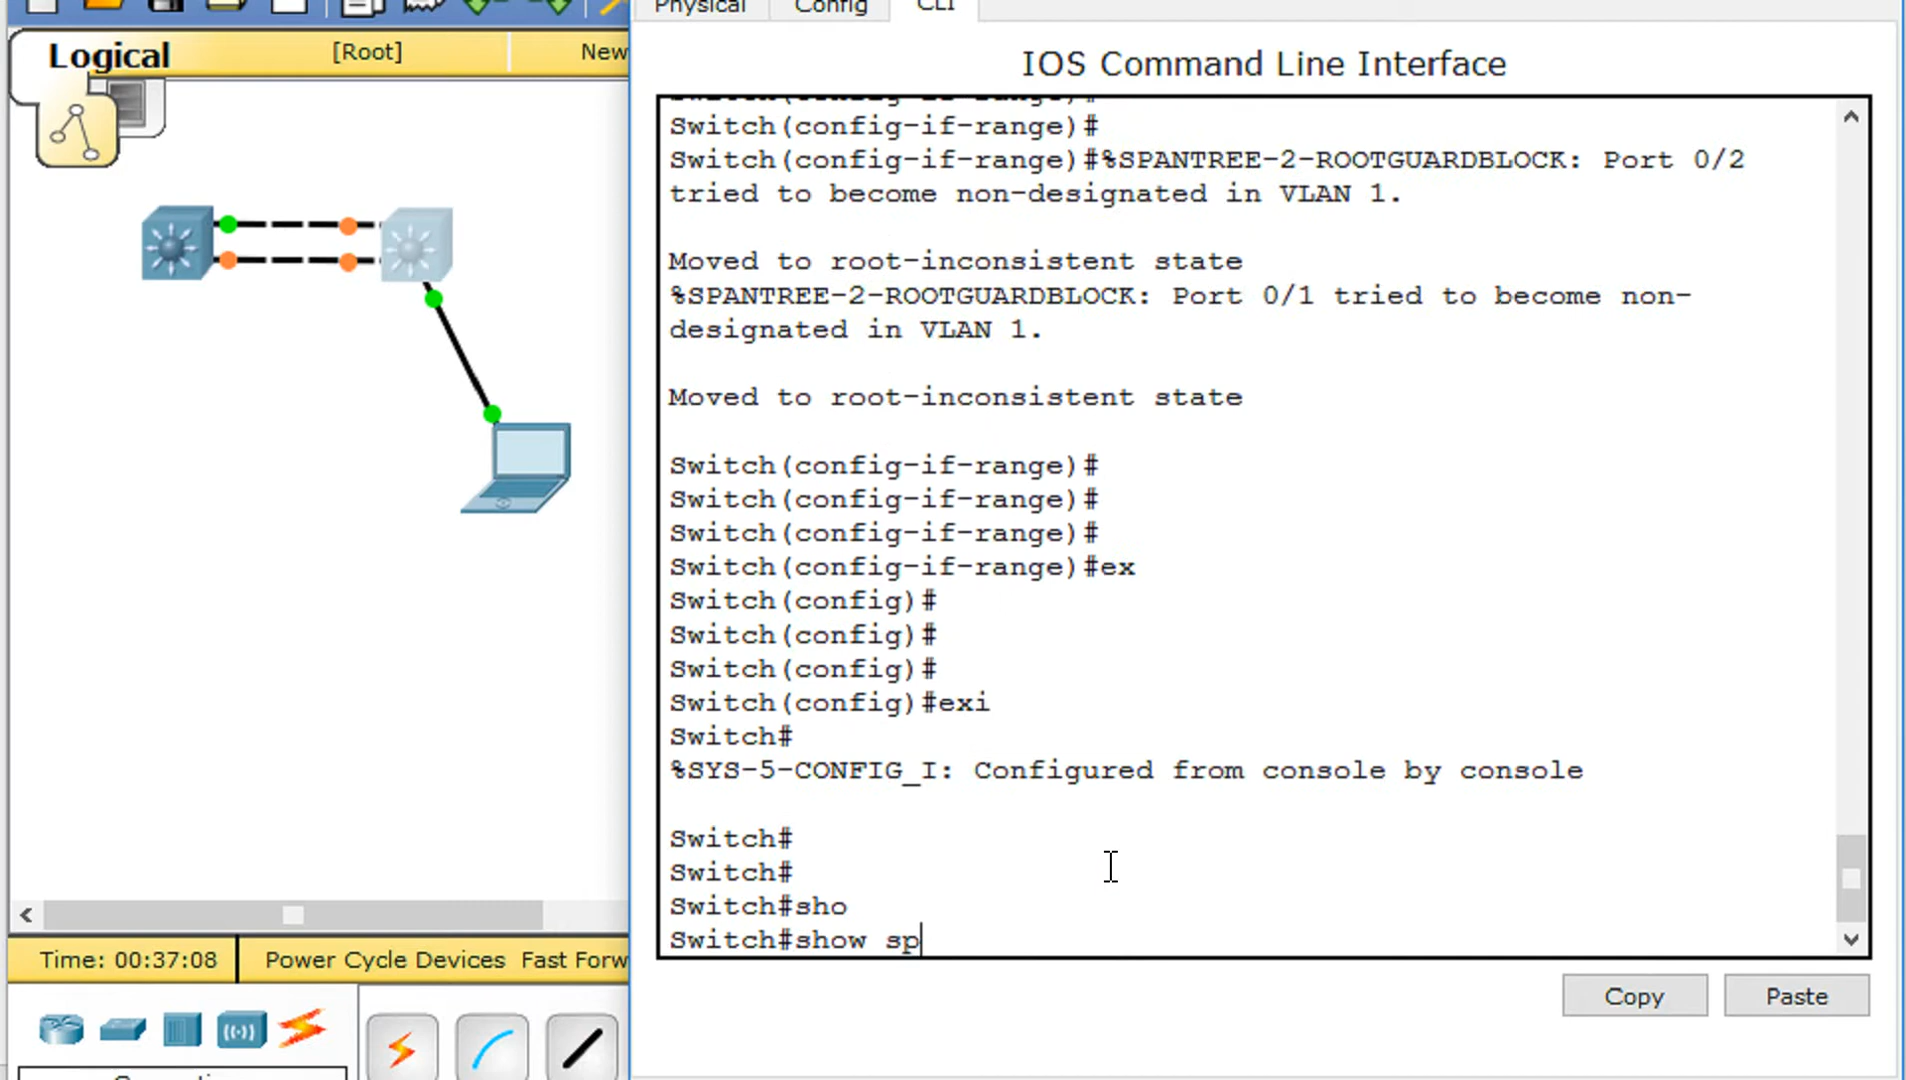 Physical
Config
CLI
Logical
[Root]
New
IOS Command Line Interface
Switch(config-if-range)#
Switch(config-if-range)#%SPANTREE-2-ROOTGUARDBLOCK: Port 0/2
tried to become non-designated in VLAN 1.
Moved to root-inconsistent state
%SPANTREE-2-ROOTGUARDBLOCK: Port 0/1 tried to become non-
designated in VLAN 1.
Moved to root-inconsistent state
Switch(config-if-range)#
Switch(config-if-range)#
Switch(config-if-range)#
Switch(config-if-range)#ex
Switch(config)#
Switch(config)#
Switch(config)#
Switch(config)#exi
Switch#
%SYS-5-CONFIG_I: Configured from console by console
Switch#
Switch#
Switch#sho
Switch#show sp
Time: 00:37:08
Power Cycle Devices
Fast Forw
Copy
Paste